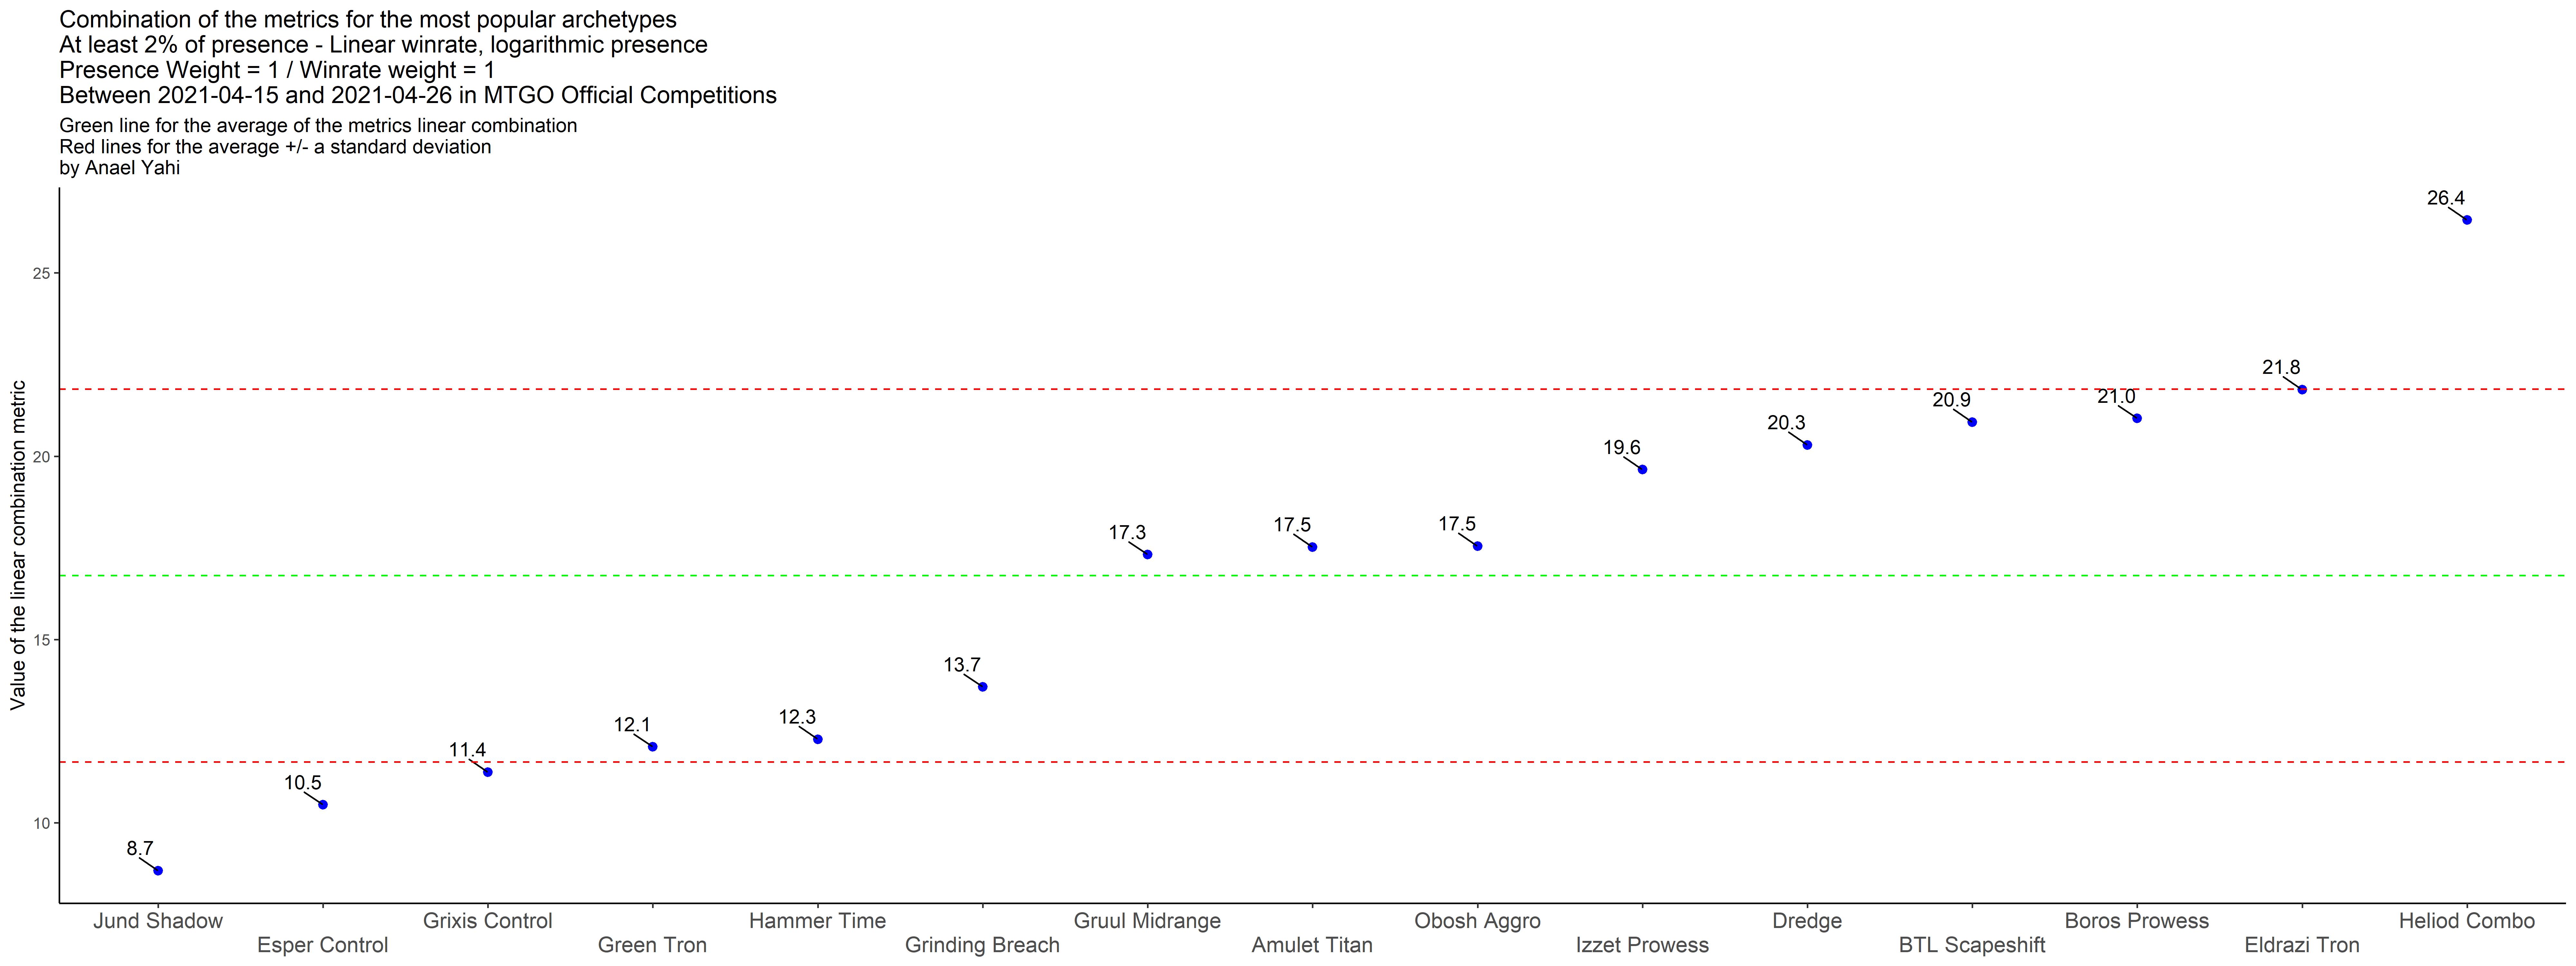 Combination of the metrics for the most popular archetypes
At least 2% of presence - Linear winrate, logarithmic presence
Presence Weight = 1 / Winrate weight = 1
Between 2021-04-15 and 2021-04-26 in MTGO Official Competitions
Green line for the average of the metrics linear combination
Red lines for the average +/- a standard deviation
by Anael Yahi
Value of the linear combination metric
25
20
15
10
8.7
10.5
11.4
12.1
12.3
13.7
17.3
17.5
17.5
19.6
20.3
20.9
21.0
21.8
26.4
Jund Shadow
Esper Control
Grixis Control
Green Tron
Hammer Time
Grinding Breach
Gruul Midrange
Amulet Titan
Obosh Aggro
Izzet Prowess
Dredge
BTL Scapeshift
Boros Prowess
Eldrazi Tron
Heliod Combo